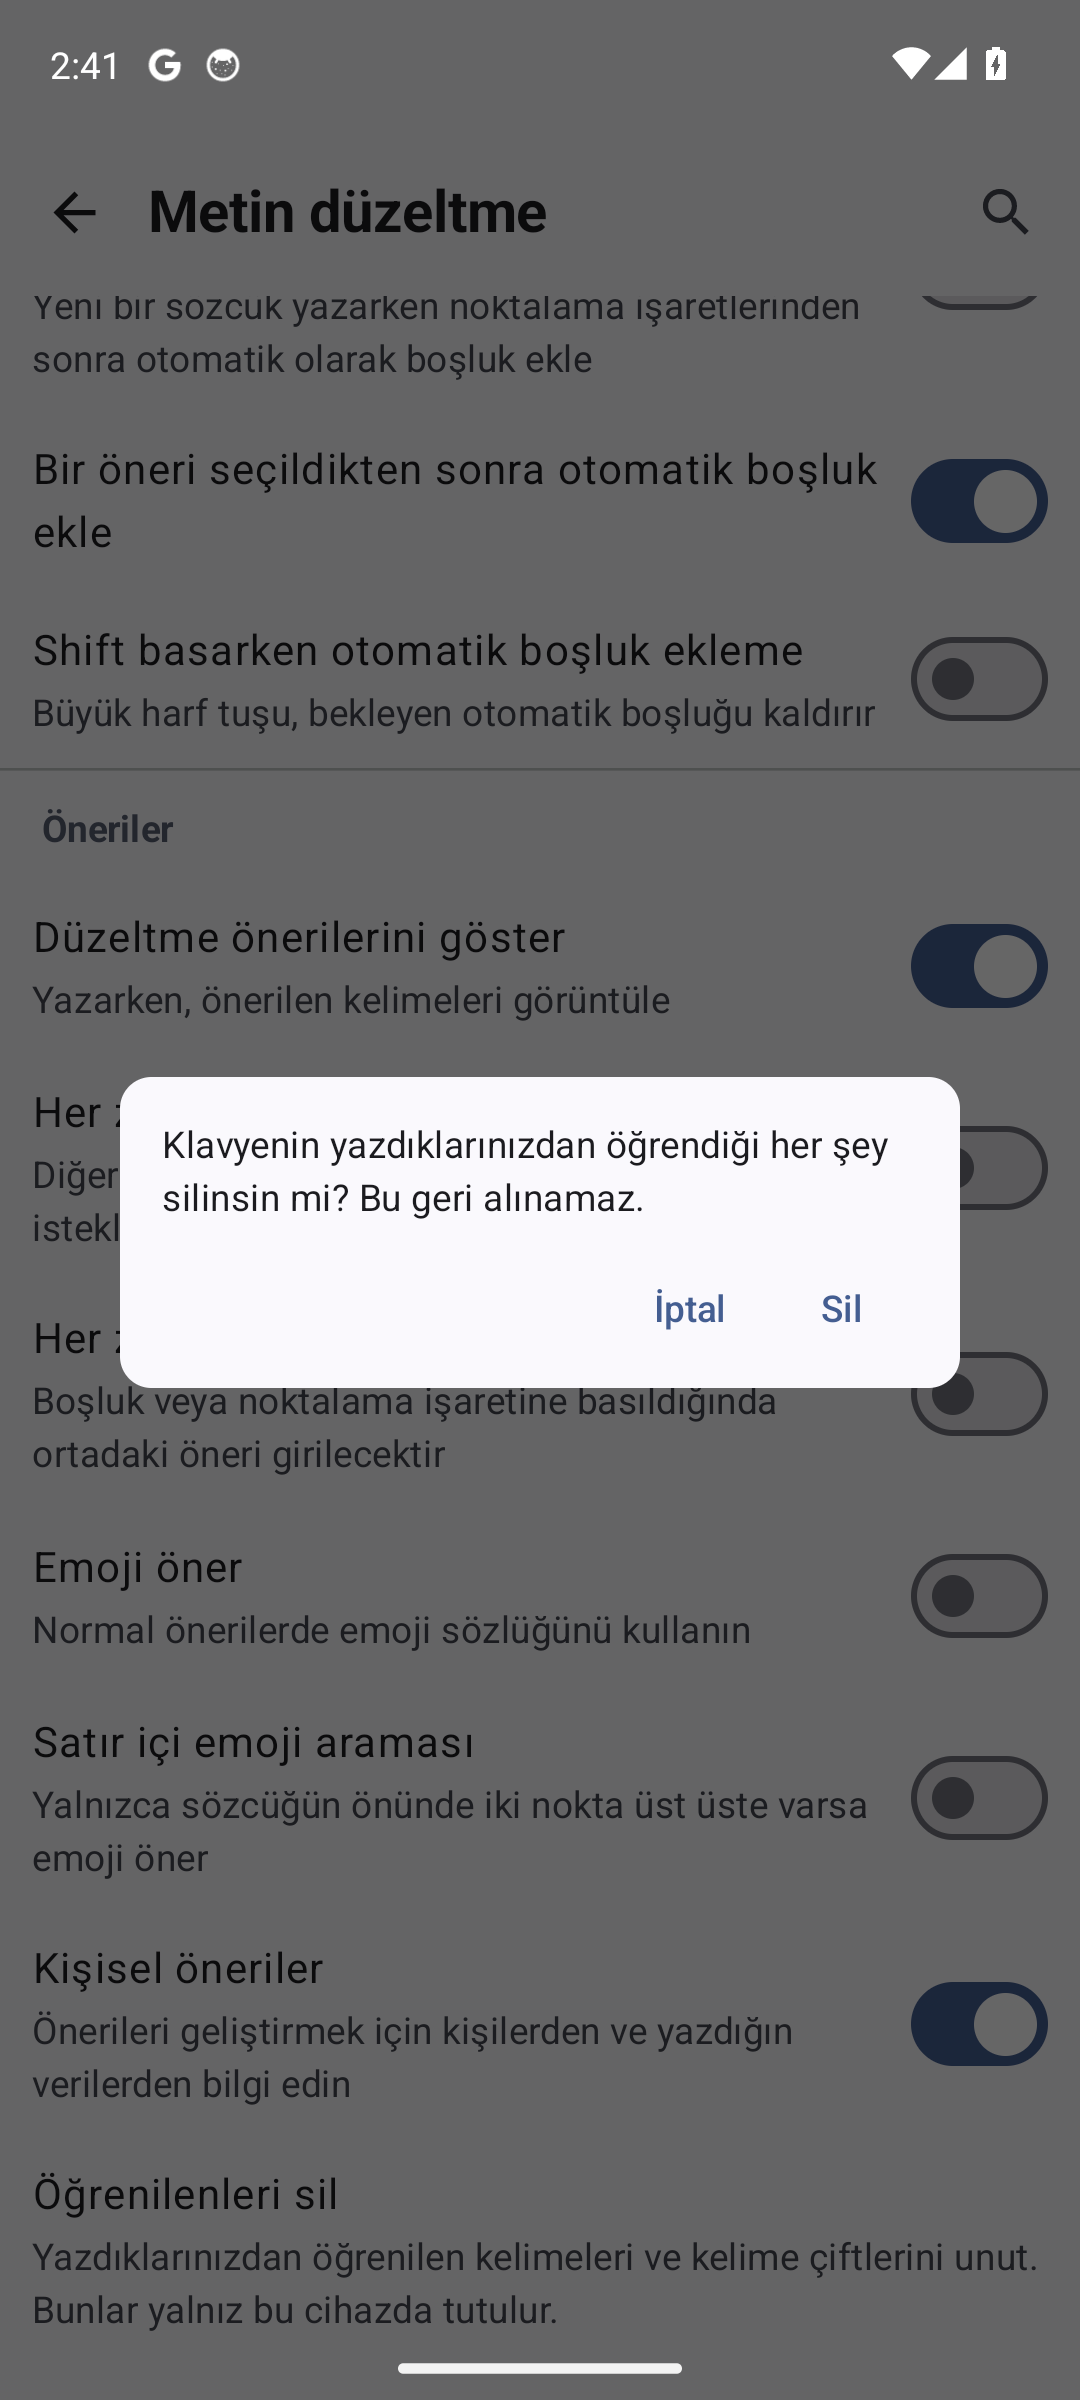 2:41
Metin düzeltme
Yeni bir sözcük yazarken noktalama işaretlerinden
sonra otomatik olarak boşluk ekle
Bir öneri seçildikten sonra otomatik boşluk
ekle
Shift basarken otomatik boşluk ekleme
Büyük harf tuşu, bekleyen otomatik boşluğu kaldırır
Öneriler
Düzeltme önerilerini göster
Yazarken, önerilen kelimeleri görüntüle
Her
Diğer
Klavyenin yazdıklarınızdan öğrendiği her şey
silinsin mi? Bu geri alınamaz.
İptal Sil
Her
Boşluk veya noktalama işaretine basıldığında
ortadaki öneri girilecektir
Emoji öner
Normal önerilerde emoji sözlüğünü kullanın
Satır içi emoji araması
Yalnızca sözcüğün önünde iki nokta üst üste varsa
emoji öner
Kişisel öneriler
Önerileri geliştirmek için kişilerden ve yazdığın
verilerden bilgi edin
Öğrenilenleri sil
Yazdıklarınızdan öğrenilen kelimeleri ve kelime çiftlerini unut.
Bunlar yalnız bu cihazda tutulur.